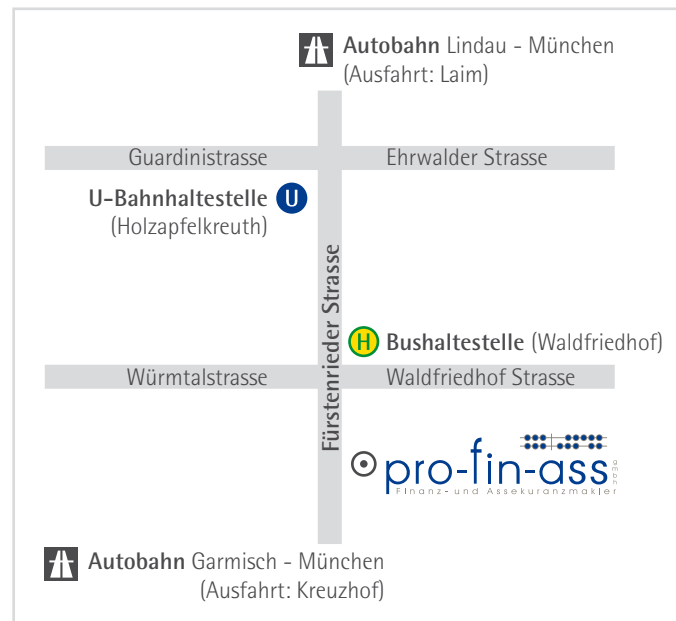 Autobahn Lindau - München
(Ausfahrt: Laim)
Guardinistrasse
Ehrwalder Strasse
U-Bahnhaltestelle U
(Holzapfelkreuth)
Fürstenrieder Strasse
H Bushaltestelle (Waldfriedhof)
Würmtalstrasse
Waldfriedhof Strasse
pro-fin-ass
GmbH
Finanz- und Assekuranzmakler
Autobahn Garmisch - München
(Ausfahrt: Kreuzhof)